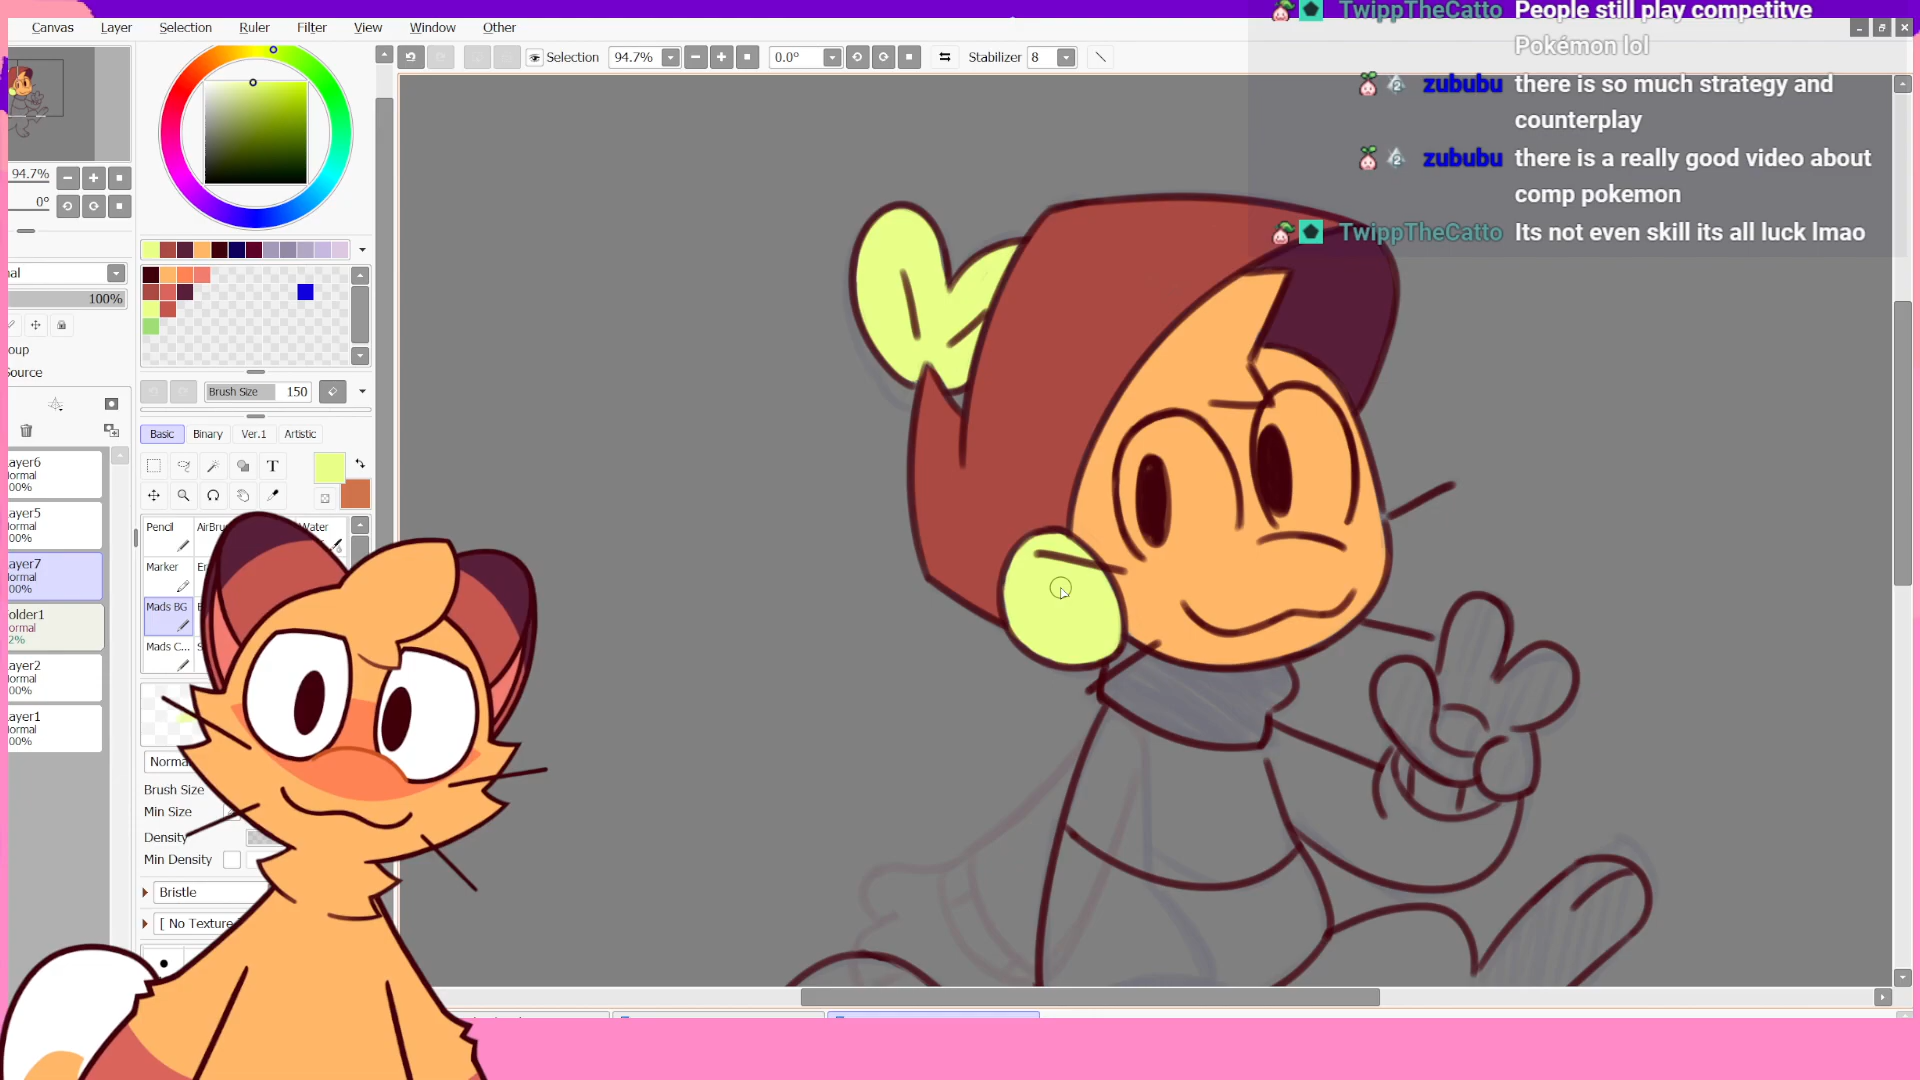 TwippTheCatto People still play competitve
Pokémon lol
zububu there is so much strategy and
counterplay
zububu there is a really good video about
comp pokemon
TwippTheCatto Its not even skill its all luck lmao
Canvas Layer Selection Ruler Filter View Window Other
Selection 94.7% 0.0° Stabilizer 8
94.7%
0°
al
100%
oup
ource
Brush Size 150
Basic Binary Ver.1 Artistic
T
Pencil AirBru Water
Marker Er
Mads BG
Mads C...
ayer6
ormal
00%
ayer5
ormal
00%
ayer7
ormal
00%
older1
ormal
2%
ayer2
ormal
00%
ayer1
ormal
00%
Norma
Brush Size
Min Size
Density
Min Density
Bristle
[ No Texture